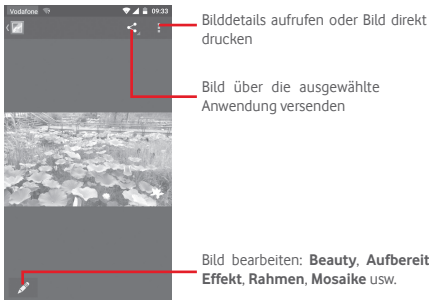 Vodafone 09:33
Bilddetails aufrufen oder Bild direkt
drucken
Bild über die ausgewählte
Anwendung versenden
Bild bearbeiten: Beauty, Aufbereit
Effekt, Rahmen, Mosaike usw.